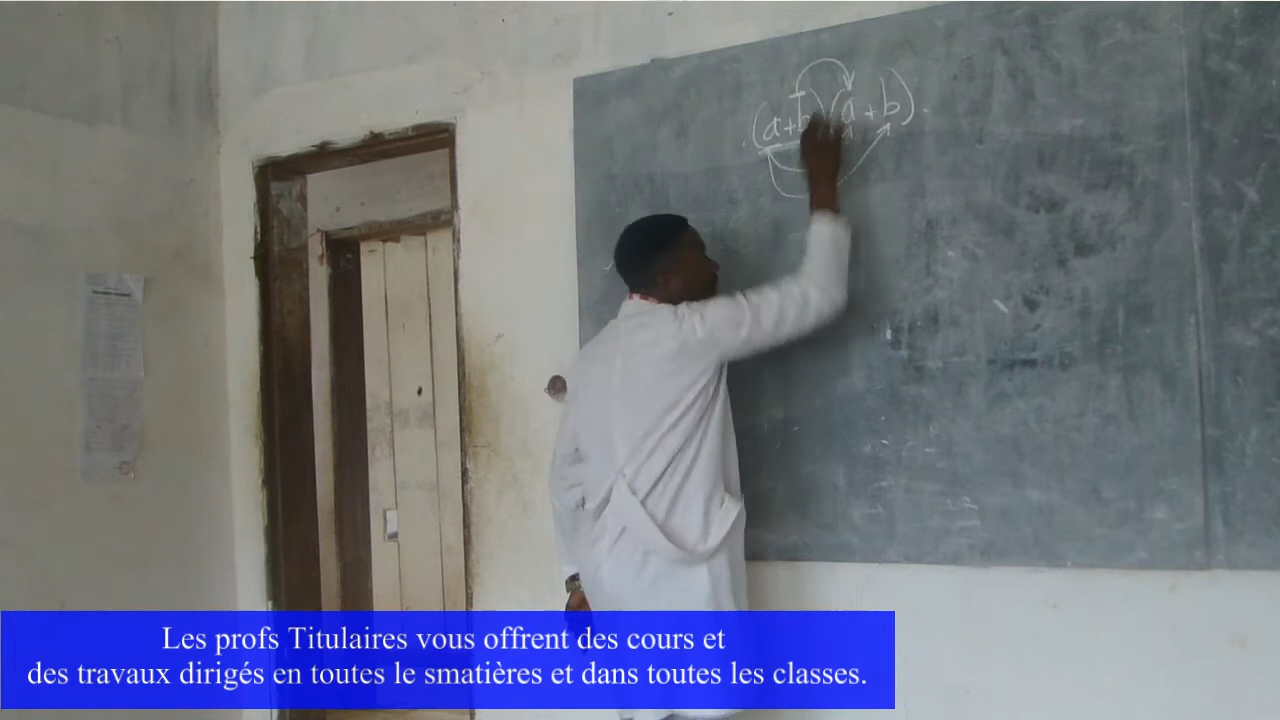 (a+b)(a+b).
Les profs Titulaires vous offrent des cours et
des travaux dirigés en toutes le smatières et dans toutes les classes.